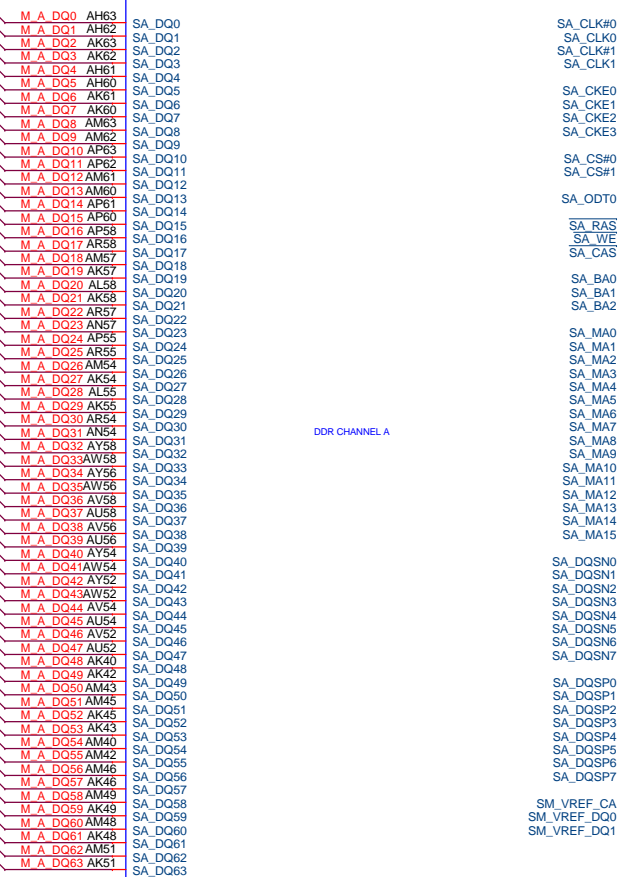 M_A_DQ0 AH63 SA_DQ0 SA_CLK#0
M_A_DQ1 AH62 SA_DQ1 SA_CLK0
M_A_DQ2 AK63 SA_DQ2 SA_CLK#1
M_A_DQ3 AK62 SA_DQ3 SA_CLK1
M_A_DQ4 AH61 SA_DQ4
M_A_DQ5 AH60 SA_DQ5 SA_CKE0
M_A_DQ6 AK61 SA_DQ6 SA_CKE1
M_A_DQ7 AK60 SA_DQ7 SA_CKE2
M_A_DQ8 AM63 SA_DQ8 SA_CKE3
M_A_DQ9 AM62 SA_DQ9
M_A_DQ10 AP63 SA_DQ10 SA_CS#0
M_A_DQ11 AP62 SA_DQ11 SA_CS#1
M_A_DQ12 AM61 SA_DQ12
M_A_DQ13 AM60 SA_DQ13 SA_ODT0
M_A_DQ14 AP61 SA_DQ14
M_A_DQ15 AP60 SA_DQ15 SA_RAS
M_A_DQ16 AP58 SA_DQ16 SA_WE
M_A_DQ17 AR58 SA_DQ17 SA_CAS
M_A_DQ18 AM57 SA_DQ18
M_A_DQ19 AK57 SA_DQ19 SA_BA0
M_A_DQ20 AL58 SA_DQ20 SA_BA1
M_A_DQ21 AK58 SA_DQ21 SA_BA2
M_A_DQ22 AR57 SA_DQ22
M_A_DQ23 AN57 SA_DQ23 SA_MA0
M_A_DQ24 AP55 SA_DQ24 SA_MA1
M_A_DQ25 AR55 SA_DQ25 SA_MA2
M_A_DQ26 AM54 SA_DQ26 SA_MA3
M_A_DQ27 AK54 SA_DQ27 SA_MA4
M_A_DQ28 AL55 SA_DQ28 SA_MA5
M_A_DQ29 AK55 SA_DQ29 SA_MA6
M_A_DQ30 AR54 SA_DQ30 SA_MA7
M_A_DQ31 AN54 SA_DQ31 DDR CHANNEL A SA_MA8
M_A_DQ32 AY58 SA_DQ32 SA_MA9
M_A_DQ33 AW58 SA_DQ33 SA_MA10
M_A_DQ34 AY56 SA_DQ34 SA_MA11
M_A_DQ35 AW56 SA_DQ35 SA_MA12
M_A_DQ36 AV58 SA_DQ36 SA_MA13
M_A_DQ37 AU58 SA_DQ37 SA_MA14
M_A_DQ38 AV56 SA_DQ38 SA_MA15
M_A_DQ39 AU56 SA_DQ39
M_A_DQ40 AY54 SA_DQ40 SA_DQSN0
M_A_DQ41 AW54 SA_DQ41 SA_DQSN1
M_A_DQ42 AY52 SA_DQ42 SA_DQSN2
M_A_DQ43 AW52 SA_DQ43 SA_DQSN3
M_A_DQ44 AV54 SA_DQ44 SA_DQSN4
M_A_DQ45 AU54 SA_DQ45 SA_DQSN5
M_A_DQ46 AV52 SA_DQ46 SA_DQSN6
M_A_DQ47 AU52 SA_DQ47 SA_DQSN7
M_A_DQ48 AK40 SA_DQ48
M_A_DQ49 AK42 SA_DQ49 SA_DQSP0
M_A_DQ50 AM43 SA_DQ50 SA_DQSP1
M_A_DQ51 AM45 SA_DQ51 SA_DQSP2
M_A_DQ52 AK45 SA_DQ52 SA_DQSP3
M_A_DQ53 AK43 SA_DQ53 SA_DQSP4
M_A_DQ54 AM40 SA_DQ54 SA_DQSP5
M_A_DQ55 AM42 SA_DQ55 SA_DQSP6
M_A_DQ56 AM46 SA_DQ56 SA_DQSP7
M_A_DQ57 AK46 SA_DQ57
M_A_DQ58 AM49 SA_DQ58 SM_VREF_CA
M_A_DQ59 AK49 SA_DQ59 SM_VREF_DQ0
M_A_DQ60 AM48 SA_DQ60 SM_VREF_DQ1
M_A_DQ61 AK48 SA_DQ61
M_A_DQ62 AM51 SA_DQ62
M_A_DQ63 AK51 SA_DQ63